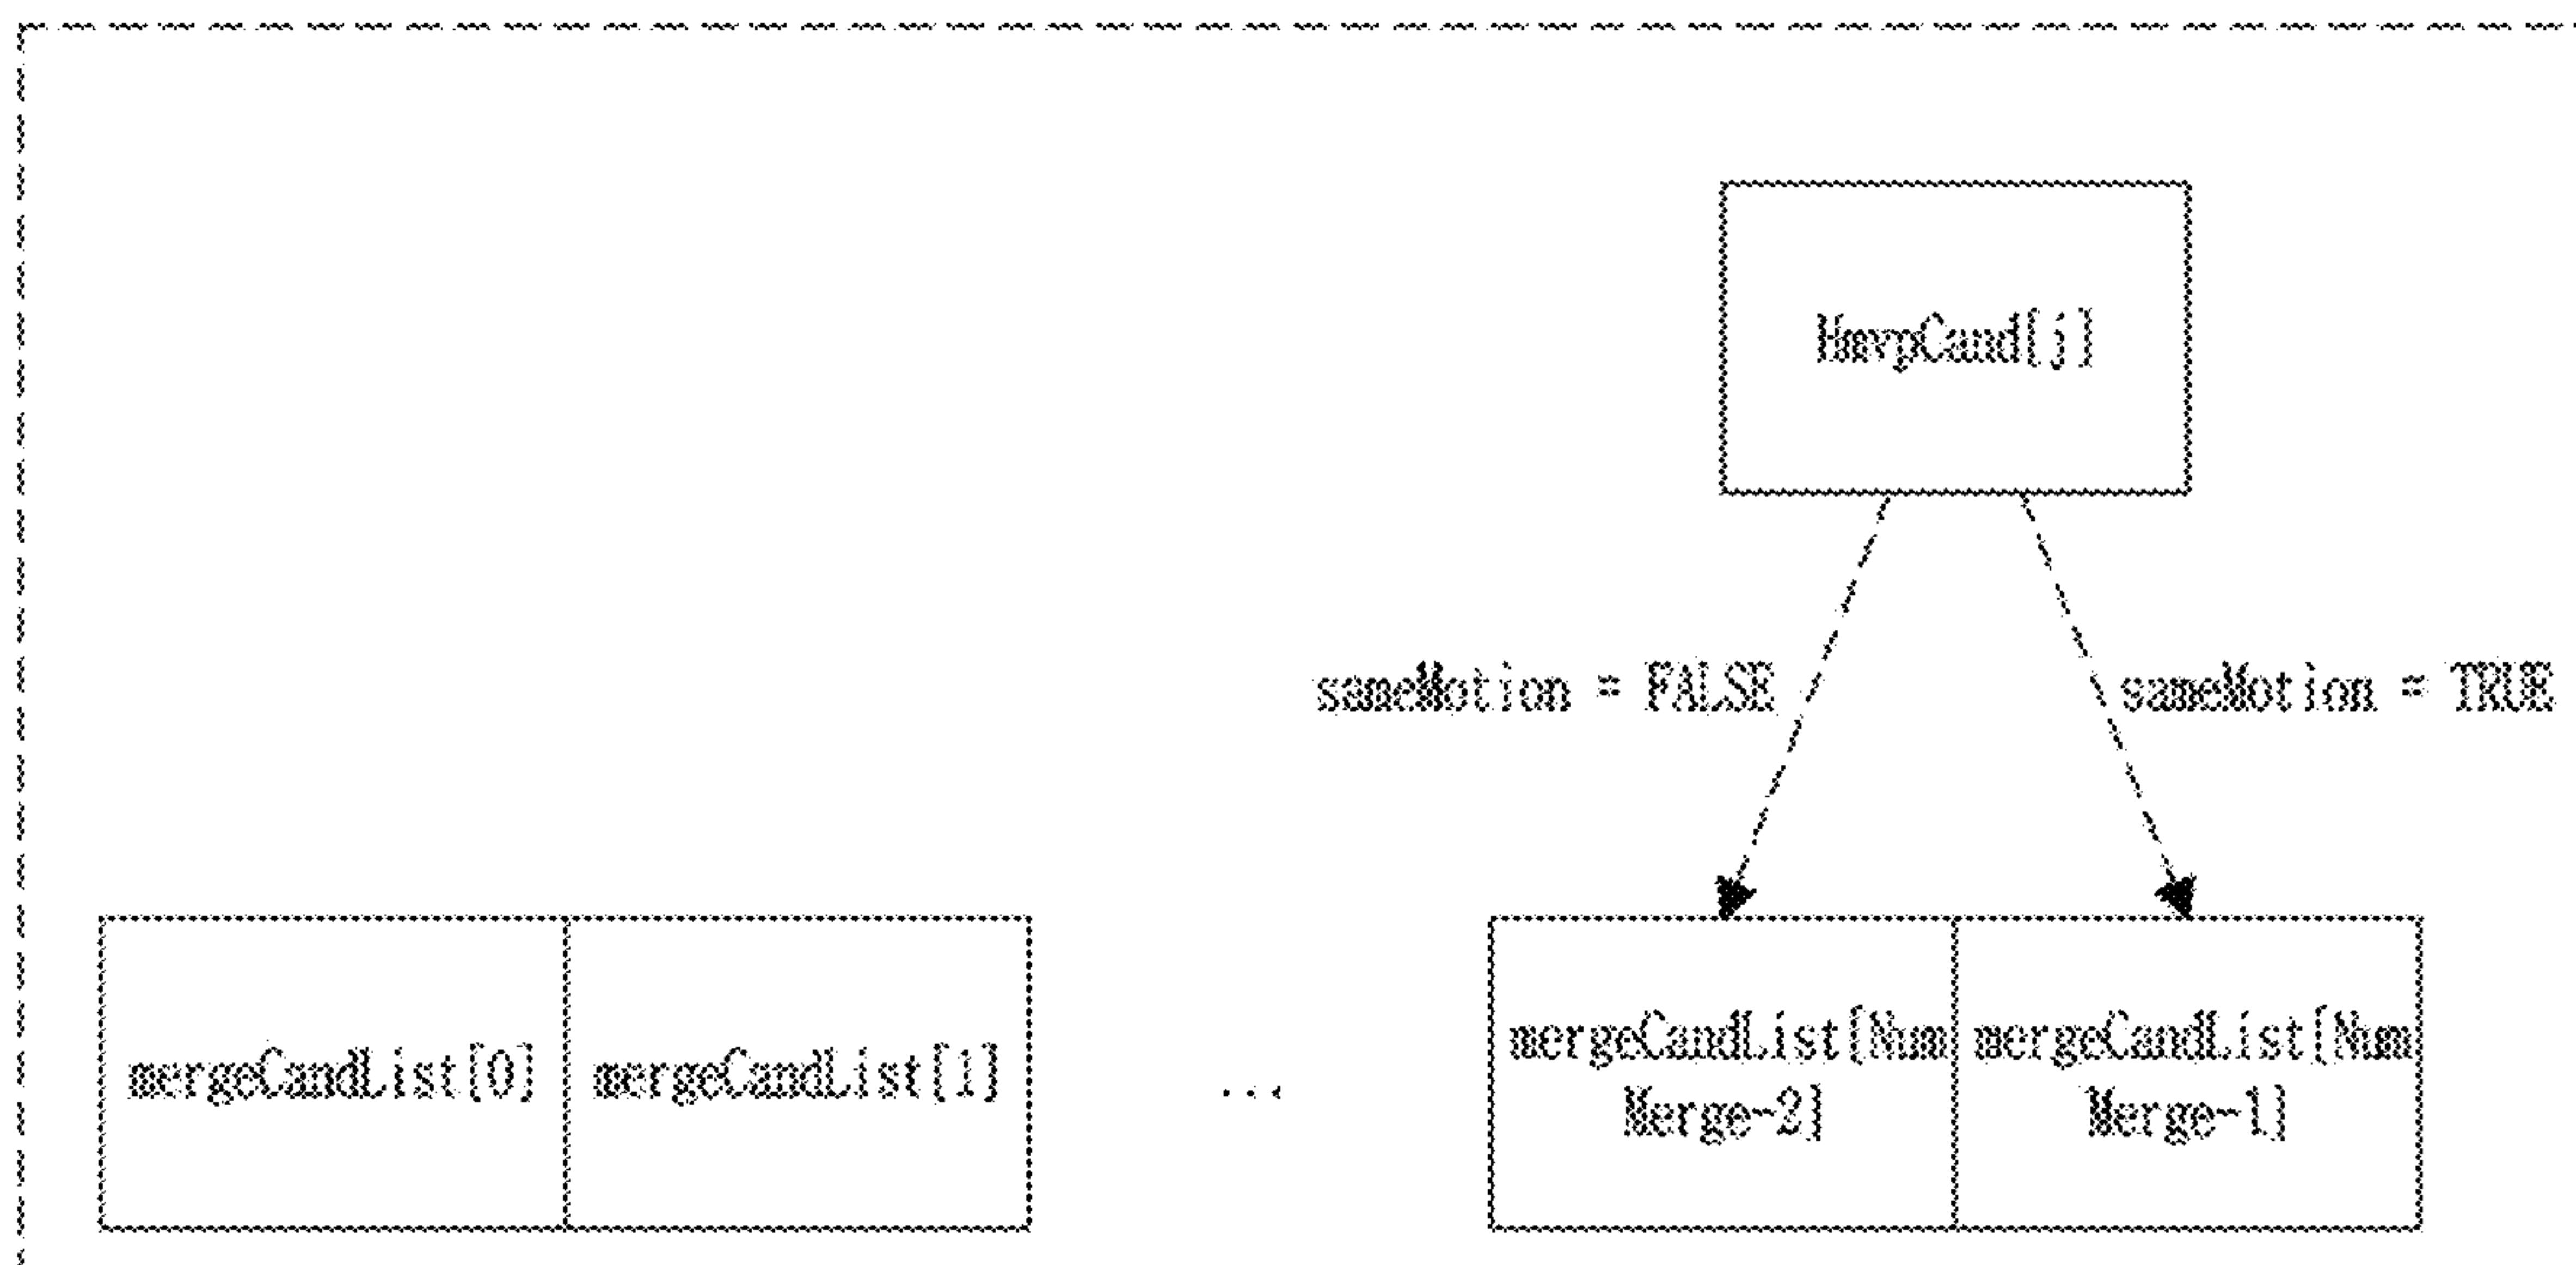 HmvpCand[j]
sameMotion = FALSE
sameMotion = TRUE
mergeCandList[0]
mergeCandList[1]
...
mergeCandList[Num
Merge-2]
mergeCandList[Num
Merge-1]